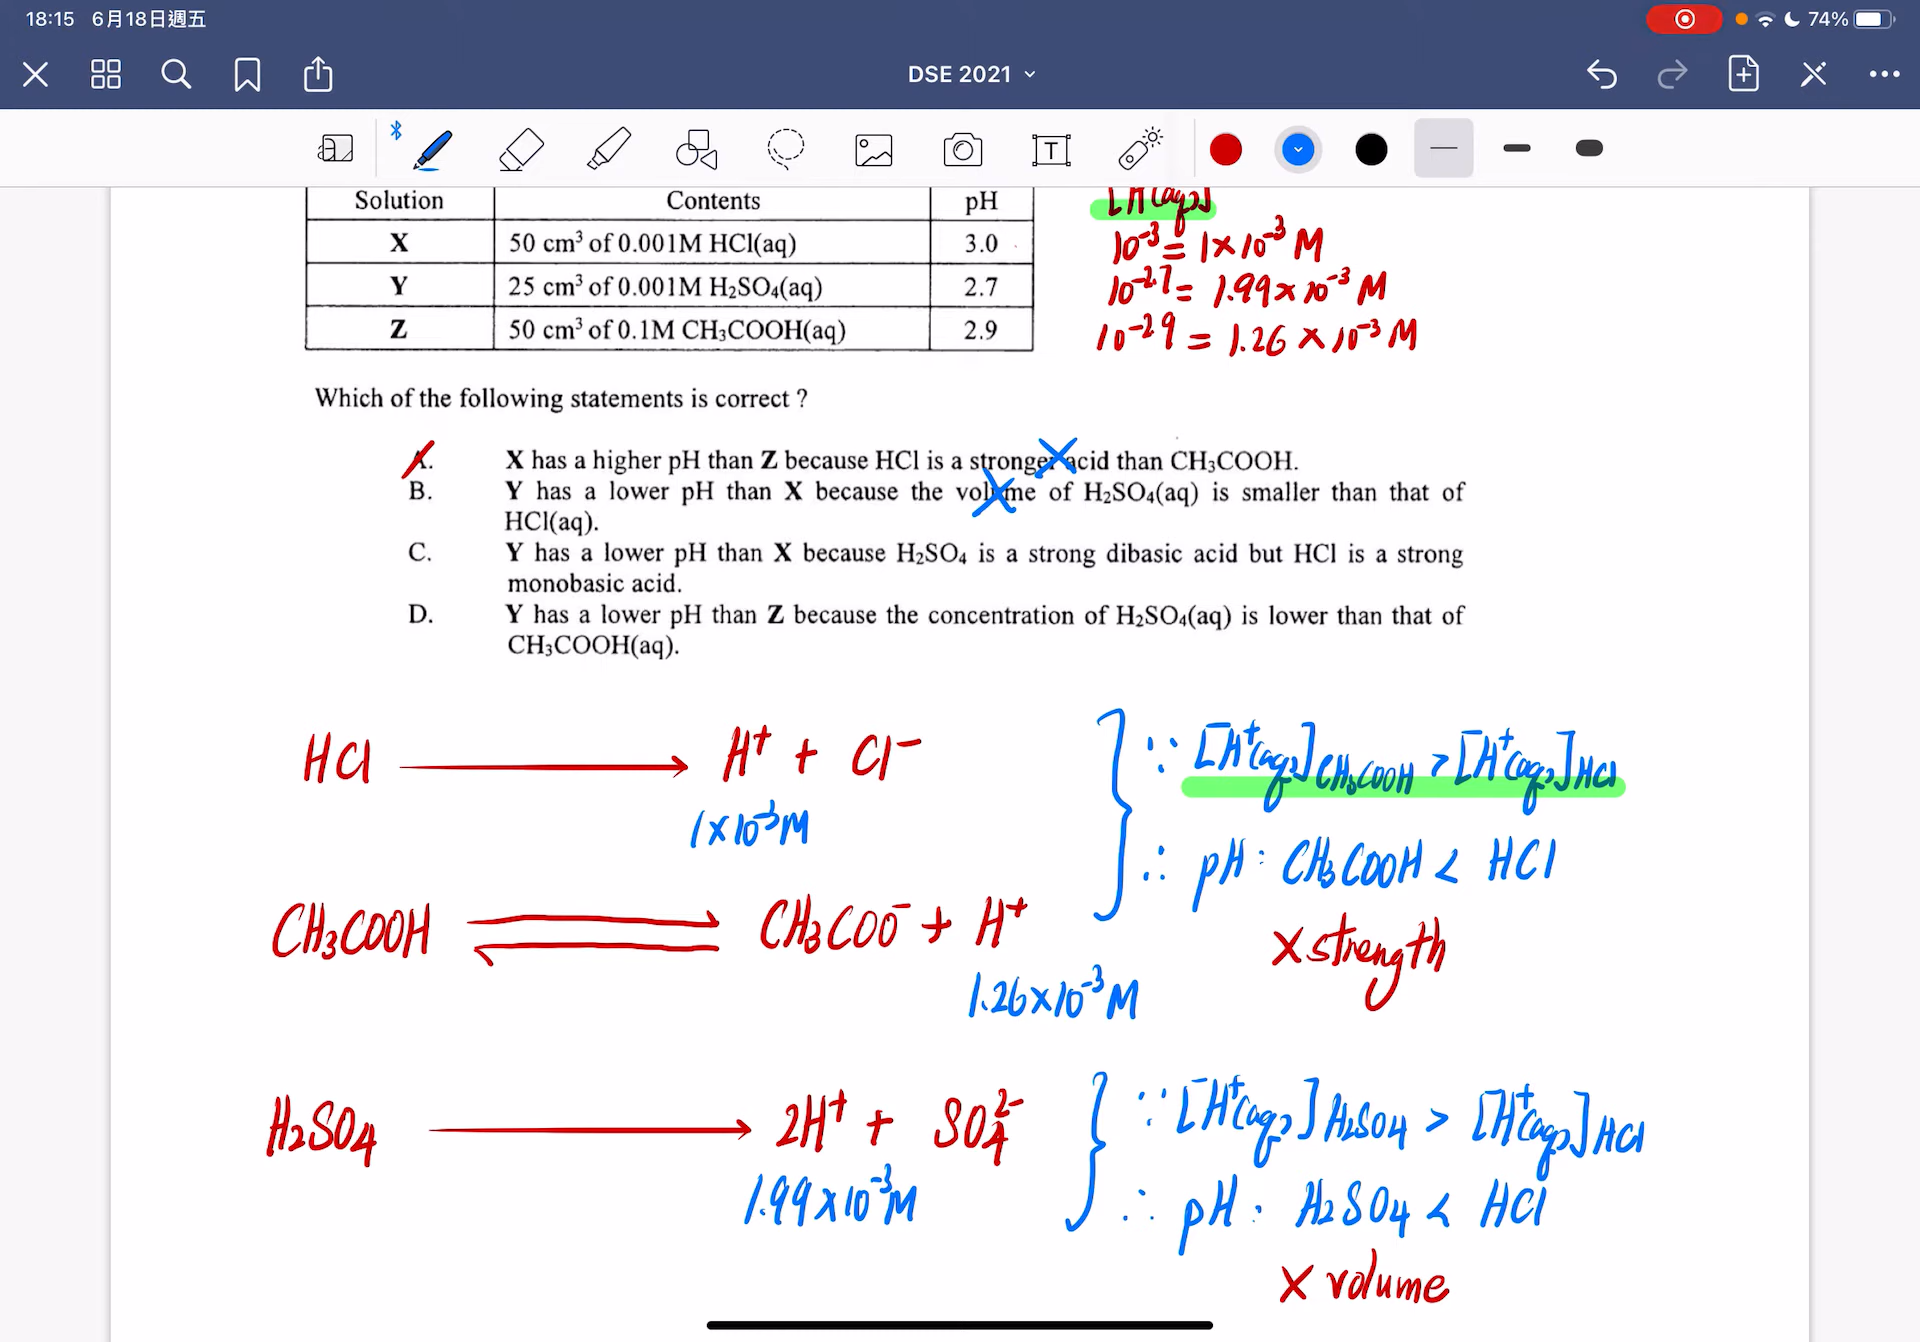 18:15 6月18日週五
74%
DSE 2021
T
Solution Contents pH
X 50 cm³ of 0.001M HCl(aq) 3.0
Y 25 cm³ of 0.001M H₂SO₄(aq) 2.7
Z 50 cm³ of 0.1M CH₃COOH(aq) 2.9
10⁻³ = 1×10⁻³ M
10⁻²·⁷ = 1.99×10⁻³ M
10⁻²·⁹ = 1.26 × 10⁻³ M
Which of the following statements is correct ?
A. X has a higher pH than Z because HCl is a stronger acid than CH₃COOH.
B. Y has a lower pH than X because the volume of H₂SO₄(aq) is smaller than that of
HCl(aq).
C. Y has a lower pH than X because H₂SO₄ is a strong dibasic acid but HCl is a strong
monobasic acid.
D. Y has a lower pH than Z because the concentration of H₂SO₄(aq) is lower than that of
CH₃COOH(aq).
HCl ⟶ H⁺ + Cl⁻
1×10⁻³M
∵ [H⁺(aq)]CH₃COOH > [H⁺(aq)]HCl
∴ pH : CH₃COOH < HCl
× strength
CH₃COOH ⇌ CH₃COO⁻ + H⁺
1.26×10⁻³M
H₂SO₄ ⟶ 2H⁺ + SO₄²⁻
1.99×10⁻³M
∵ [H⁺(aq)]H₂SO₄ > [H⁺(aq)]HCl
∴ pH : H₂SO₄ < HCl
× volume